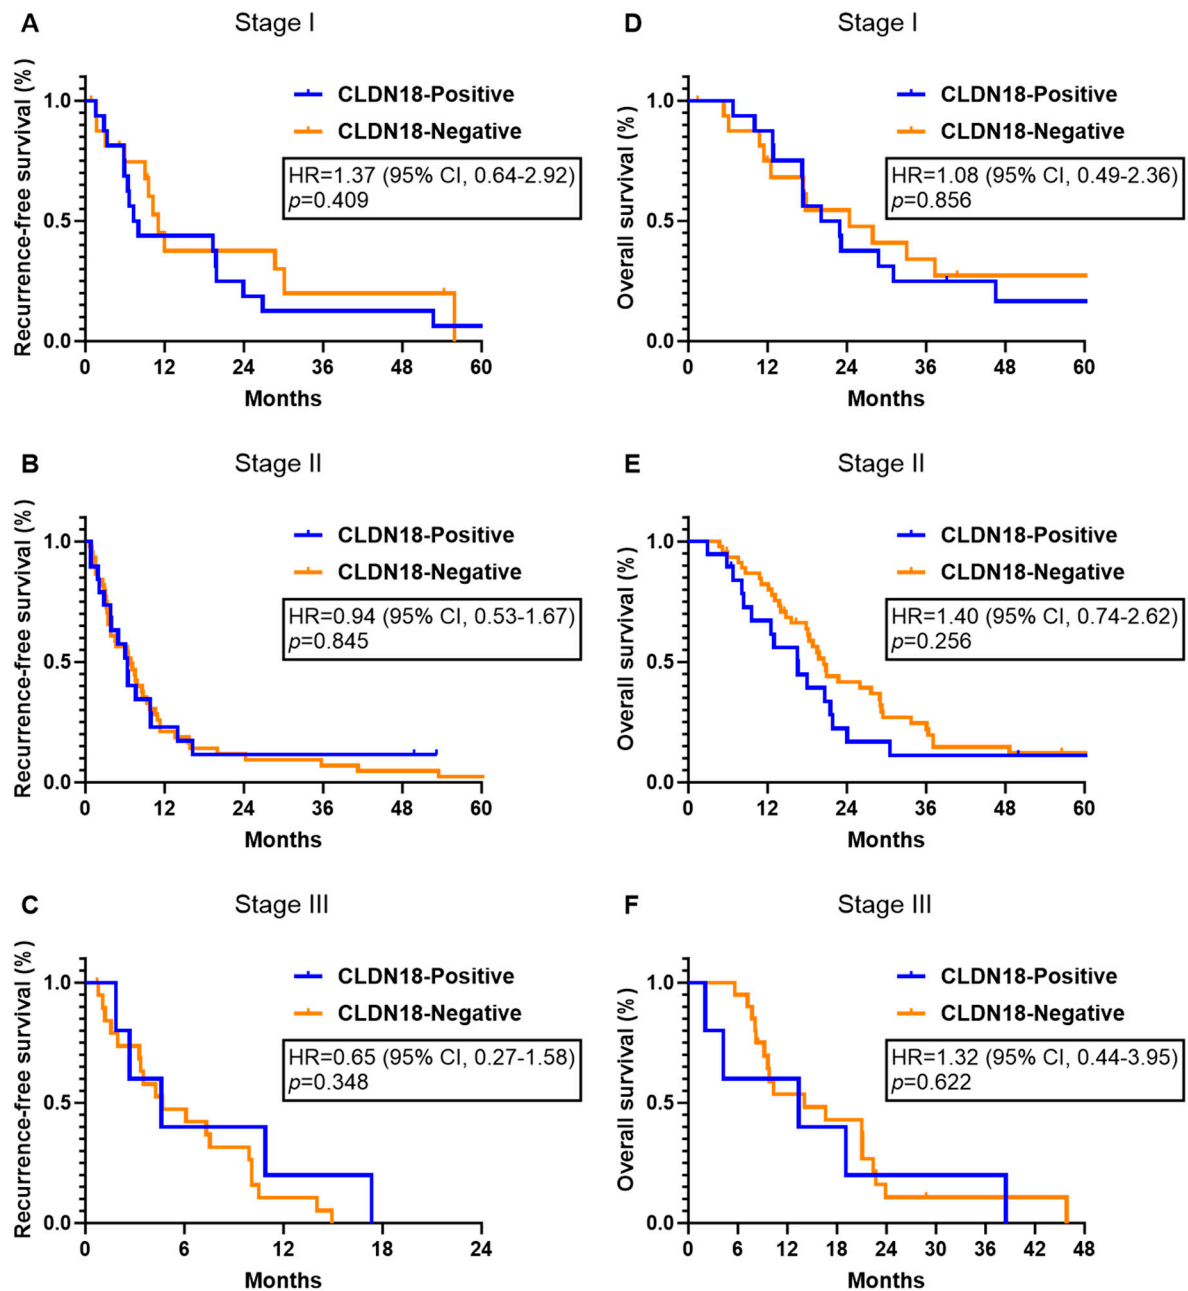 A
Stage I
Recurrence-free survival (%)
CLDN18-Positive
CLDN18-Negative
HR=1.37 (95% CI, 0.64-2.92)
p=0.409
1.0
0.5
0.0
0 12 24 36 48 60
Months
D
Stage I
Overall survival (%)
CLDN18-Positive
CLDN18-Negative
HR=1.08 (95% CI, 0.49-2.36)
p=0.856
1.0
0.5
0.0
0 12 24 36 48 60
Months
B
Stage II
Recurrence-free survival (%)
CLDN18-Positive
CLDN18-Negative
HR=0.94 (95% CI, 0.53-1.67)
p=0.845
1.0
0.5
0.0
0 12 24 36 48 60
Months
E
Stage II
Overall survival (%)
CLDN18-Positive
CLDN18-Negative
HR=1.40 (95% CI, 0.74-2.62)
p=0.256
1.0
0.5
0.0
0 12 24 36 48 60
Months
C
Stage III
Recurrence-free survival (%)
CLDN18-Positive
CLDN18-Negative
HR=0.65 (95% CI, 0.27-1.58)
p=0.348
1.0
0.5
0.0
0 6 12 18 24
Months
F
Stage III
Overall survival (%)
CLDN18-Positive
CLDN18-Negative
HR=1.32 (95% CI, 0.44-3.95)
p=0.622
1.0
0.5
0.0
0 6 12 18 24 30 36 42 48
Months